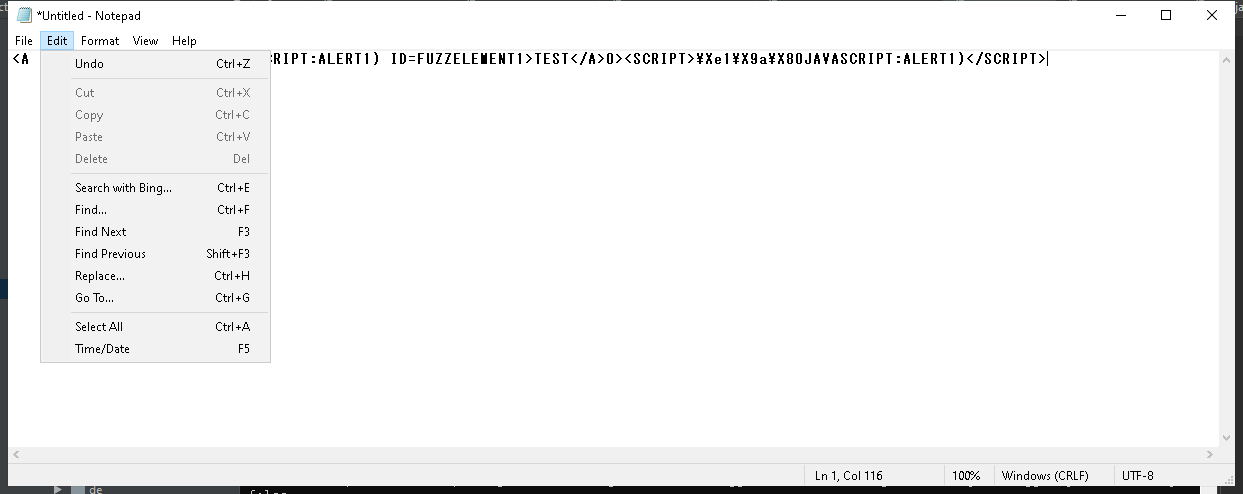 *Untitled - Notepad
File Edit Format View Help
<A RIPT:ALERT1) ID=FUZZELEMENT1>TEST</A>O><SCRIPT>¥Xe1¥X9a¥X80JAVASCRIPT:ALERT1)</SCRIPT>
Undo Ctrl+Z
Cut Ctrl+X
Copy Ctrl+C
Paste Ctrl+V
Delete Del
Search with Bing... Ctrl+E
Find... Ctrl+F
Find Next F3
Find Previous Shift+F3
Replace... Ctrl+H
Go To... Ctrl+G
Select All Ctrl+A
Time/Date F5
Ln 1, Col 116 100% Windows (CRLF) UTF-8
de